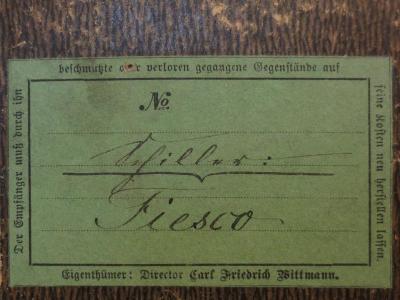 Der Empfänger muß durch ihn
beschmutzte oder verloren gegangene Gegenstände auf
seine Kosten neu herstellen lassen.
No.
Schiller:
Fiesco
Eigenthümer: Director Carl Friedrich Wittmann.